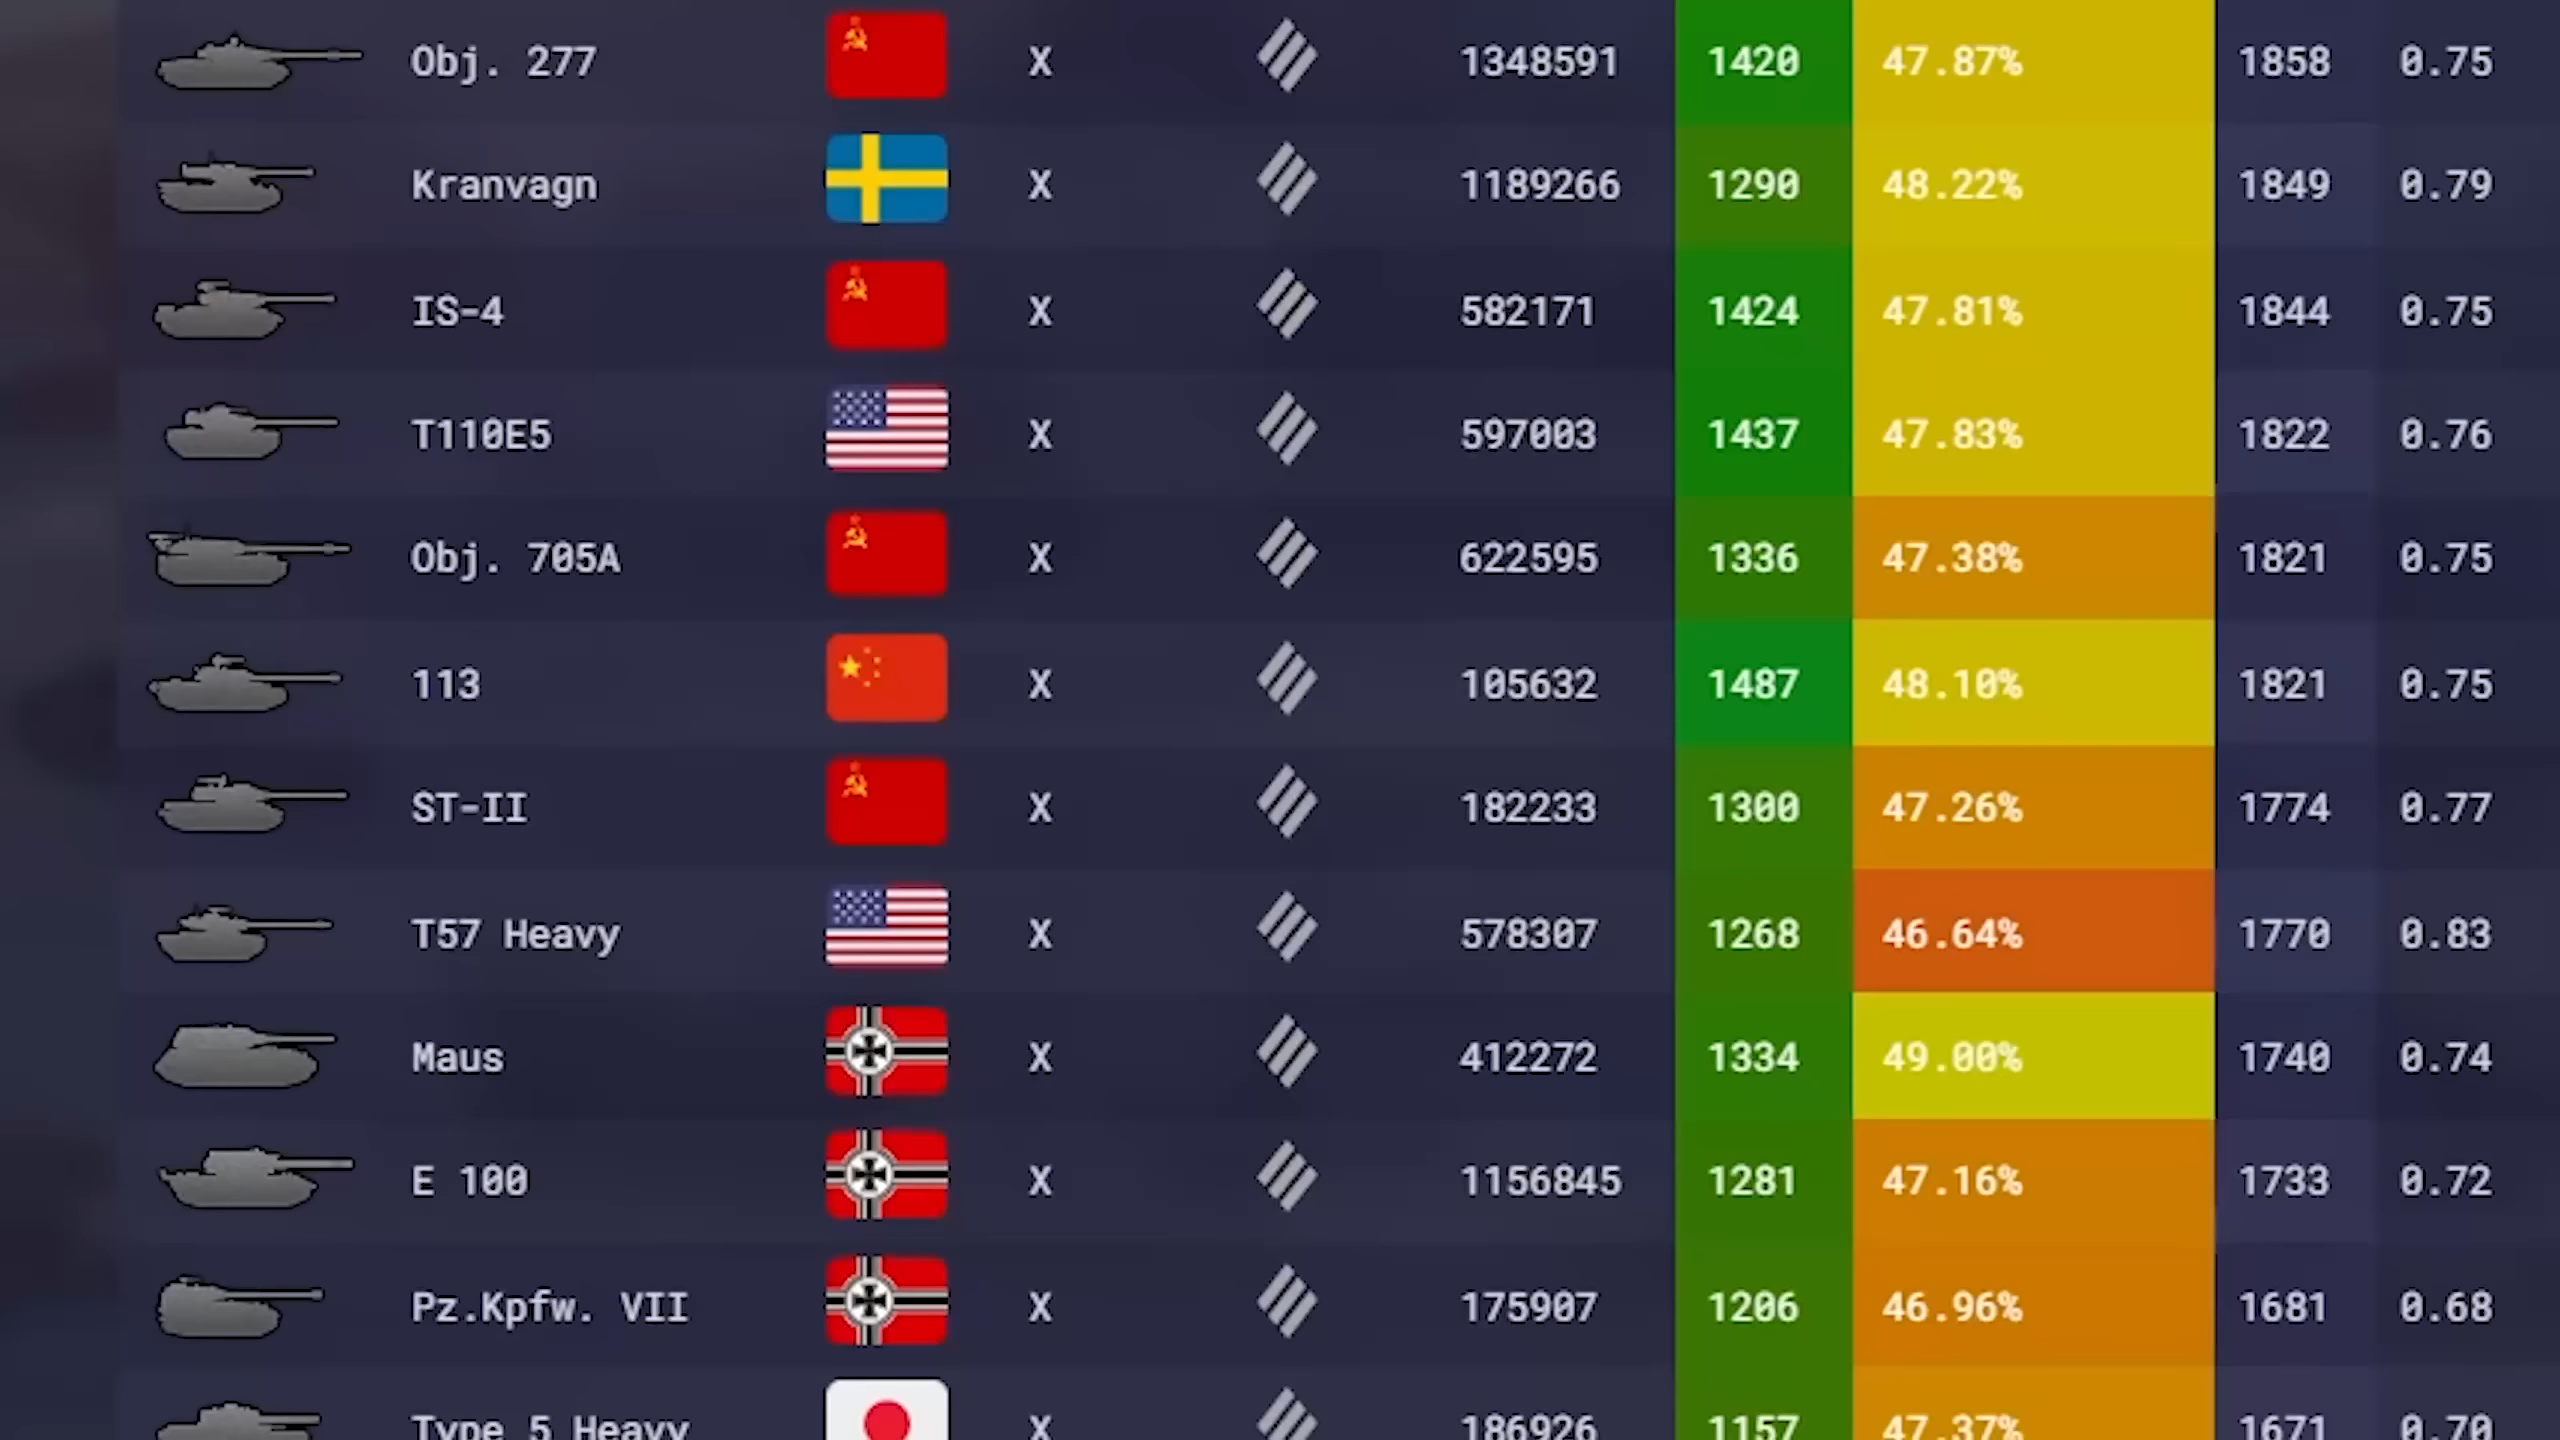 Obj. 277 X 1348591 1420 47.87% 1858 0.75
Kranvagn X 1189266 1290 48.22% 1849 0.79
IS-4 X 582171 1424 47.81% 1844 0.75
T110E5 X 597003 1437 47.83% 1822 0.76
Obj. 705A X 622595 1336 47.38% 1821 0.75
113 X 105632 1487 48.10% 1821 0.75
ST-II X 182233 1300 47.26% 1774 0.77
T57 Heavy X 578307 1268 46.64% 1770 0.83
Maus X 412272 1334 49.00% 1740 0.74
E 100 X 1156845 1281 47.16% 1733 0.72
Pz.Kpfw. VII X 175907 1206 46.96% 1681 0.68
Type 5 Heavy X 186926 1157 47.37% 1671 0.70